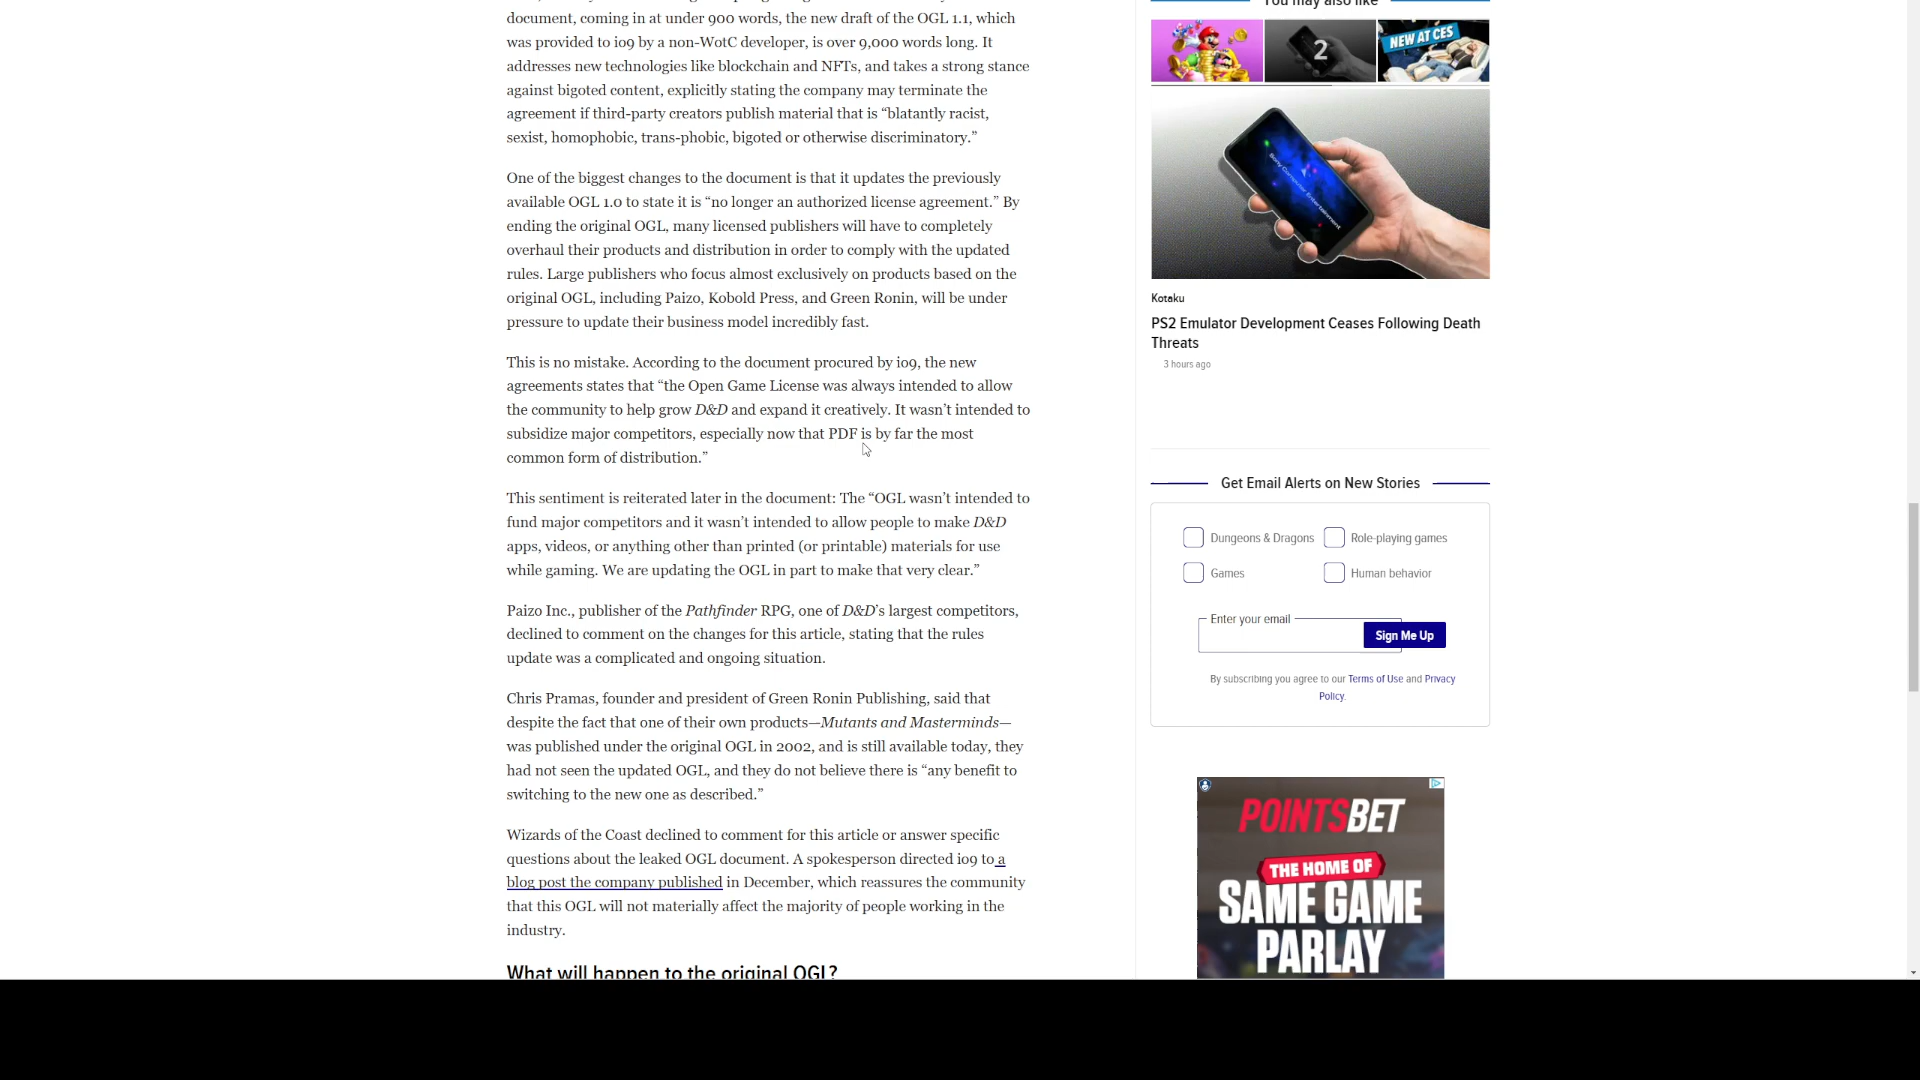 document, coming in at under 900 words, the new draft of the OGL 1.1, which
was provided to io9 by a non-WotC developer, is over 9,000 words long. It
addresses new technologies like blockchain and NFTs, and takes a strong stance
against bigoted content, explicitly stating the company may terminate the
agreement if third-party creators publish material that is “blatantly racist,
sexist, homophobic, trans-phobic, bigoted or otherwise discriminatory.”
One of the biggest changes to the document is that it updates the previously
available OGL 1.0 to state it is “no longer an authorized license agreement.” By
ending the original OGL, many licensed publishers will have to completely
overhaul their products and distribution in order to comply with the updated
rules. Large publishers who focus almost exclusively on products based on the
original OGL, including Paizo, Kobold Press, and Green Ronin, will be under
pressure to update their business model incredibly fast.
This is no mistake. According to the document procured by io9, the new
agreements states that “the Open Game License was always intended to allow
the community to help grow D&D and expand it creatively. It wasn’t intended to
subsidize major competitors, especially now that PDF is by far the most
common form of distribution.”
This sentiment is reiterated later in the document: The “OGL wasn’t intended to
fund major competitors and it wasn’t intended to allow people to make D&D
apps, videos, or anything other than printed (or printable) materials for use
while gaming. We are updating the OGL in part to make that very clear.”
Paizo Inc., publisher of the Pathfinder RPG, one of D&D’s largest competitors,
declined to comment on the changes for this article, stating that the rules
update was a complicated and ongoing situation.
Chris Pramas, founder and president of Green Ronin Publishing, said that
despite the fact that one of their own products—Mutants and Masterminds—
was published under the original OGL in 2002, and is still available today, they
had not seen the updated OGL, and they do not believe there is “any benefit to
switching to the new one as described.”
Wizards of the Coast declined to comment for this article or answer specific
questions about the leaked OGL document. A spokesperson directed io9 to a
blog post the company published in December, which reassures the community
that this OGL will not materially affect the majority of people working in the
industry.
What will happen to the original OGL?
You may also like
2
NEW AT CES
Sony Computer Entertainment
Kotaku
PS2 Emulator Development Ceases Following Death
Threats
3 hours ago
Get Email Alerts on New Stories
Dungeons & Dragons
Role-playing games
Games
Human behavior
Enter your email
Sign Me Up
By subscribing you agree to our Terms of Use and Privacy
Policy.
POINTSBET
THE HOME OF
SAME GAME
PARLAY